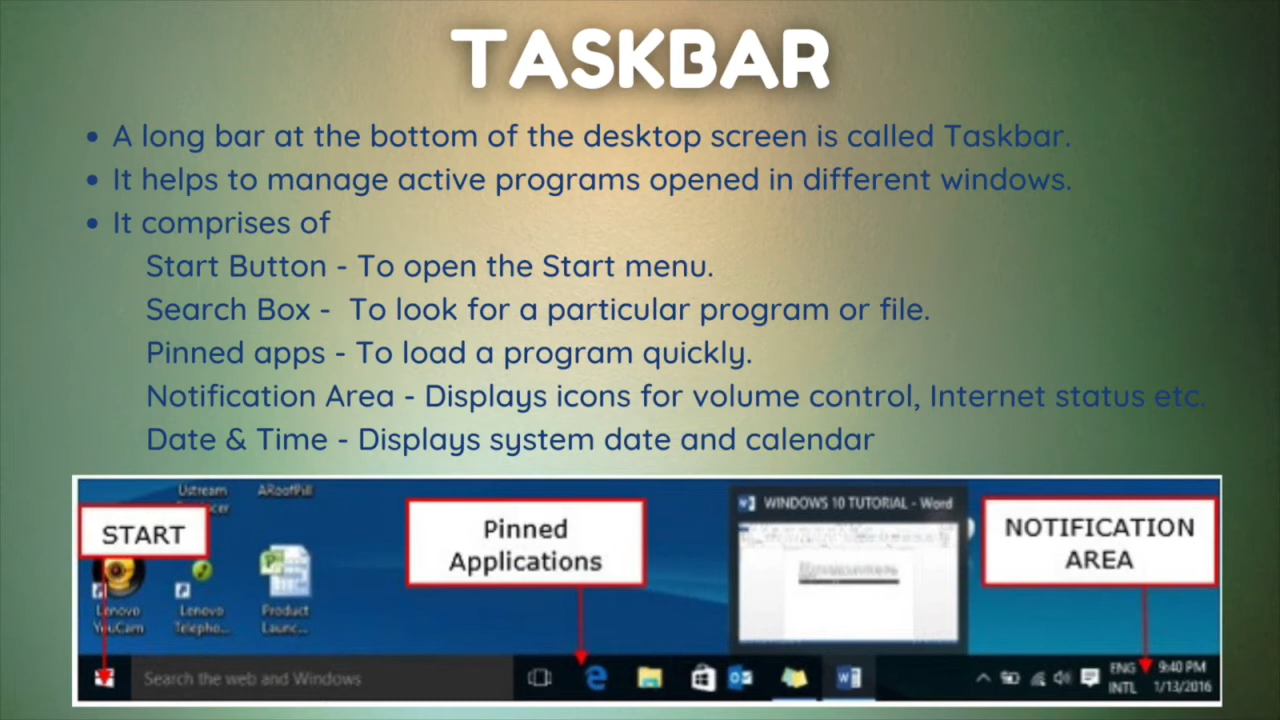 TASKBAR
• A long bar at the bottom of the desktop screen is called Taskbar.
• It helps to manage active programs opened in different windows.
• It comprises of
Start Button - To open the Start menu.
Search Box - To look for a particular program or file.
Pinned apps - To load a program quickly.
Notification Area - Displays icons for volume control, Internet status etc.
Date & Time - Displays system date and calendar
Ustream
ARootPill
WINDOWS 10 TUTORIAL - Word
START
Pinned
Applications
NOTIFICATION
AREA
Lenovo
YouCam
Lenovo
Telepho...
Product
Launc...
Search the web and Windows
ENG
INTL
9:40 PM
1/13/2016